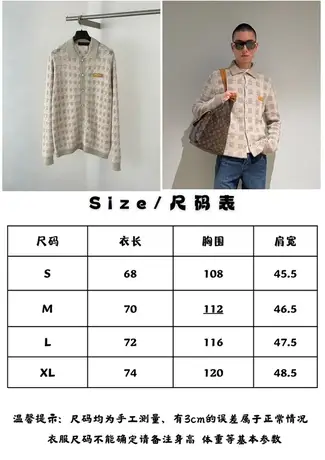 Size/尺码表
尺码 衣长 胸围 肩宽
S 68 108 45.5
M 70 112 46.5
L 72 116 47.5
XL 74 120 48.5
温馨提示：尺码均为手工测量、有3cm的误差属于正常情况
衣服尺码不能确定请备注身高 体重等基本参数